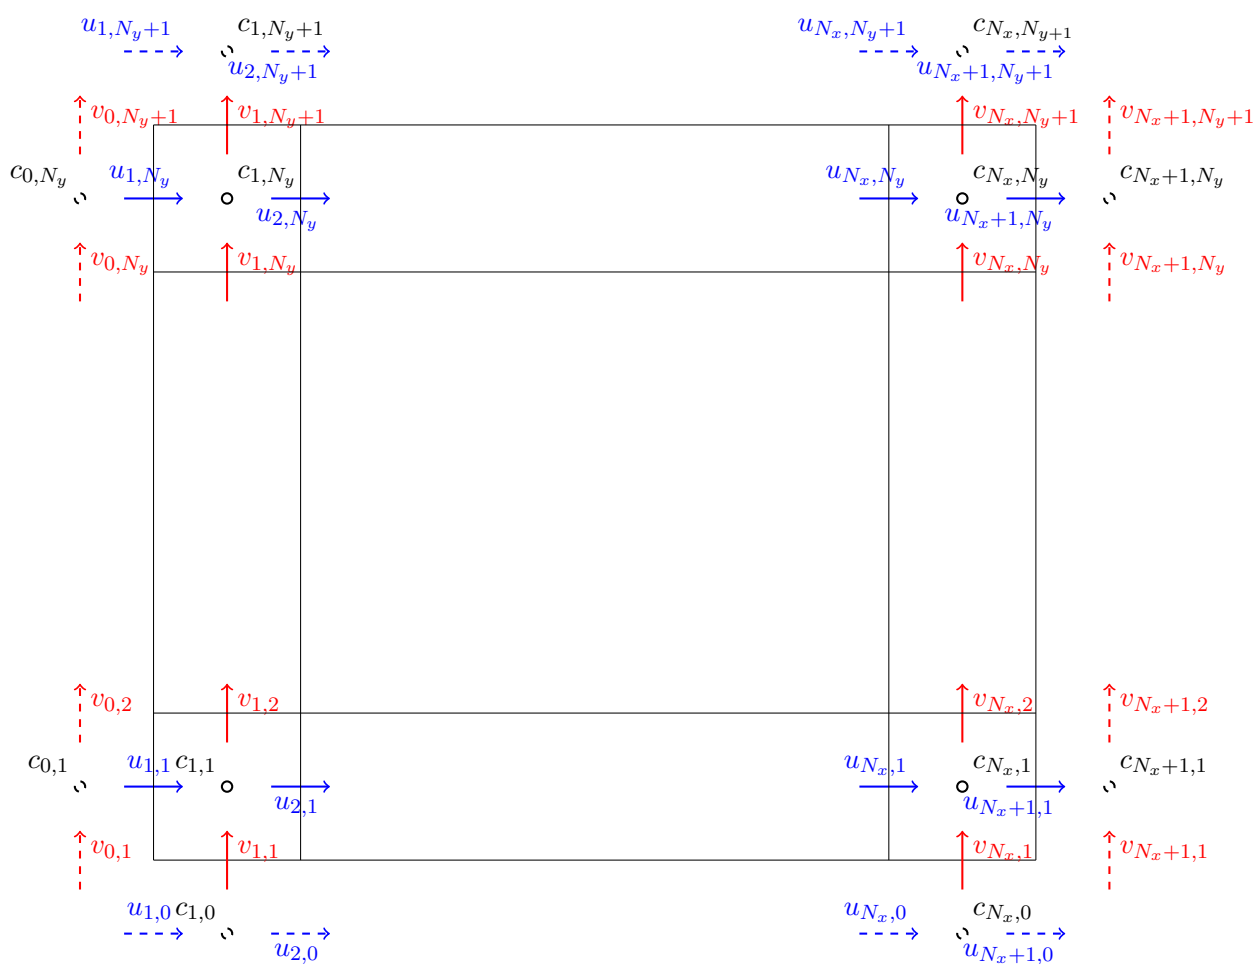 u_{1,N_y+1} c_{1,N_y+1} u_{N_x,N_y+1} c_{N_x,N_{y+1}}
u_{2,N_y+1} u_{N_x+1,N_y+1}
v_{0,N_y+1} v_{1,N_y+1} v_{N_x,N_y+1} v_{N_x+1,N_y+1}
c_{0,N_y} u_{1,N_y} c_{1,N_y} u_{N_x,N_y} c_{N_x,N_y} c_{N_x+1,N_y}
u_{2,N_y} u_{N_x+1,N_y}
v_{0,N_y} v_{1,N_y} v_{N_x,N_y} v_{N_x+1,N_y}
v_{0,2} v_{1,2} v_{N_x,2} v_{N_x+1,2}
c_{0,1} u_{1,1} c_{1,1} u_{N_x,1} c_{N_x,1} c_{N_x+1,1}
u_{2,1} u_{N_x+1,1}
v_{0,1} v_{1,1} v_{N_x,1} v_{N_x+1,1}
u_{1,0} c_{1,0} u_{N_x,0} c_{N_x,0}
u_{2,0} u_{N_x+1,0}